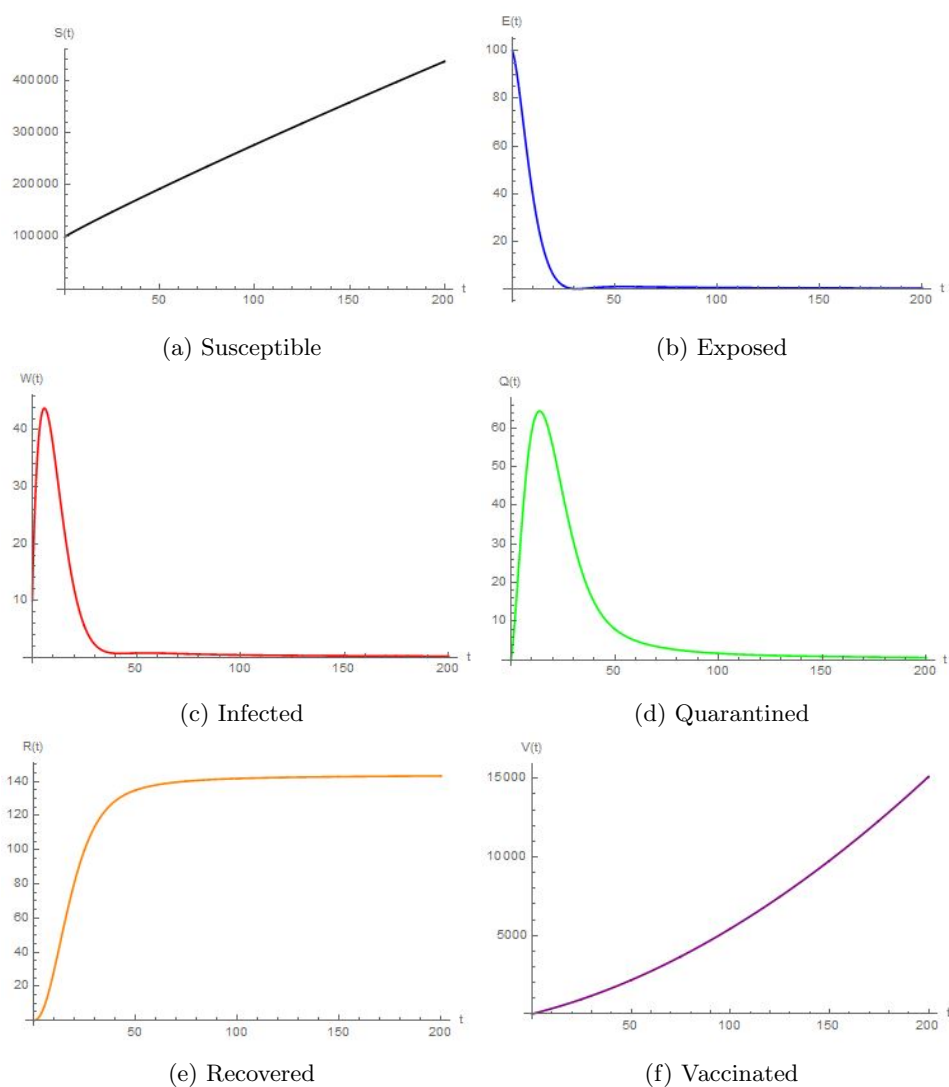 S(t)
400000
300000
200000
100000
50 100 150 200 t
(a) Susceptible
E(t)
100
80
60
40
20
50 100 150 200 t
(b) Exposed
W(t)
40
30
20
10
50 100 150 200 t
(c) Infected
Q(t)
60
50
40
30
20
10
50 100 150 200 t
(d) Quarantined
R(t)
140
120
100
80
60
40
20
50 100 150 200 t
(e) Recovered
V(t)
15000
10000
5000
50 100 150 200 t
(f) Vaccinated